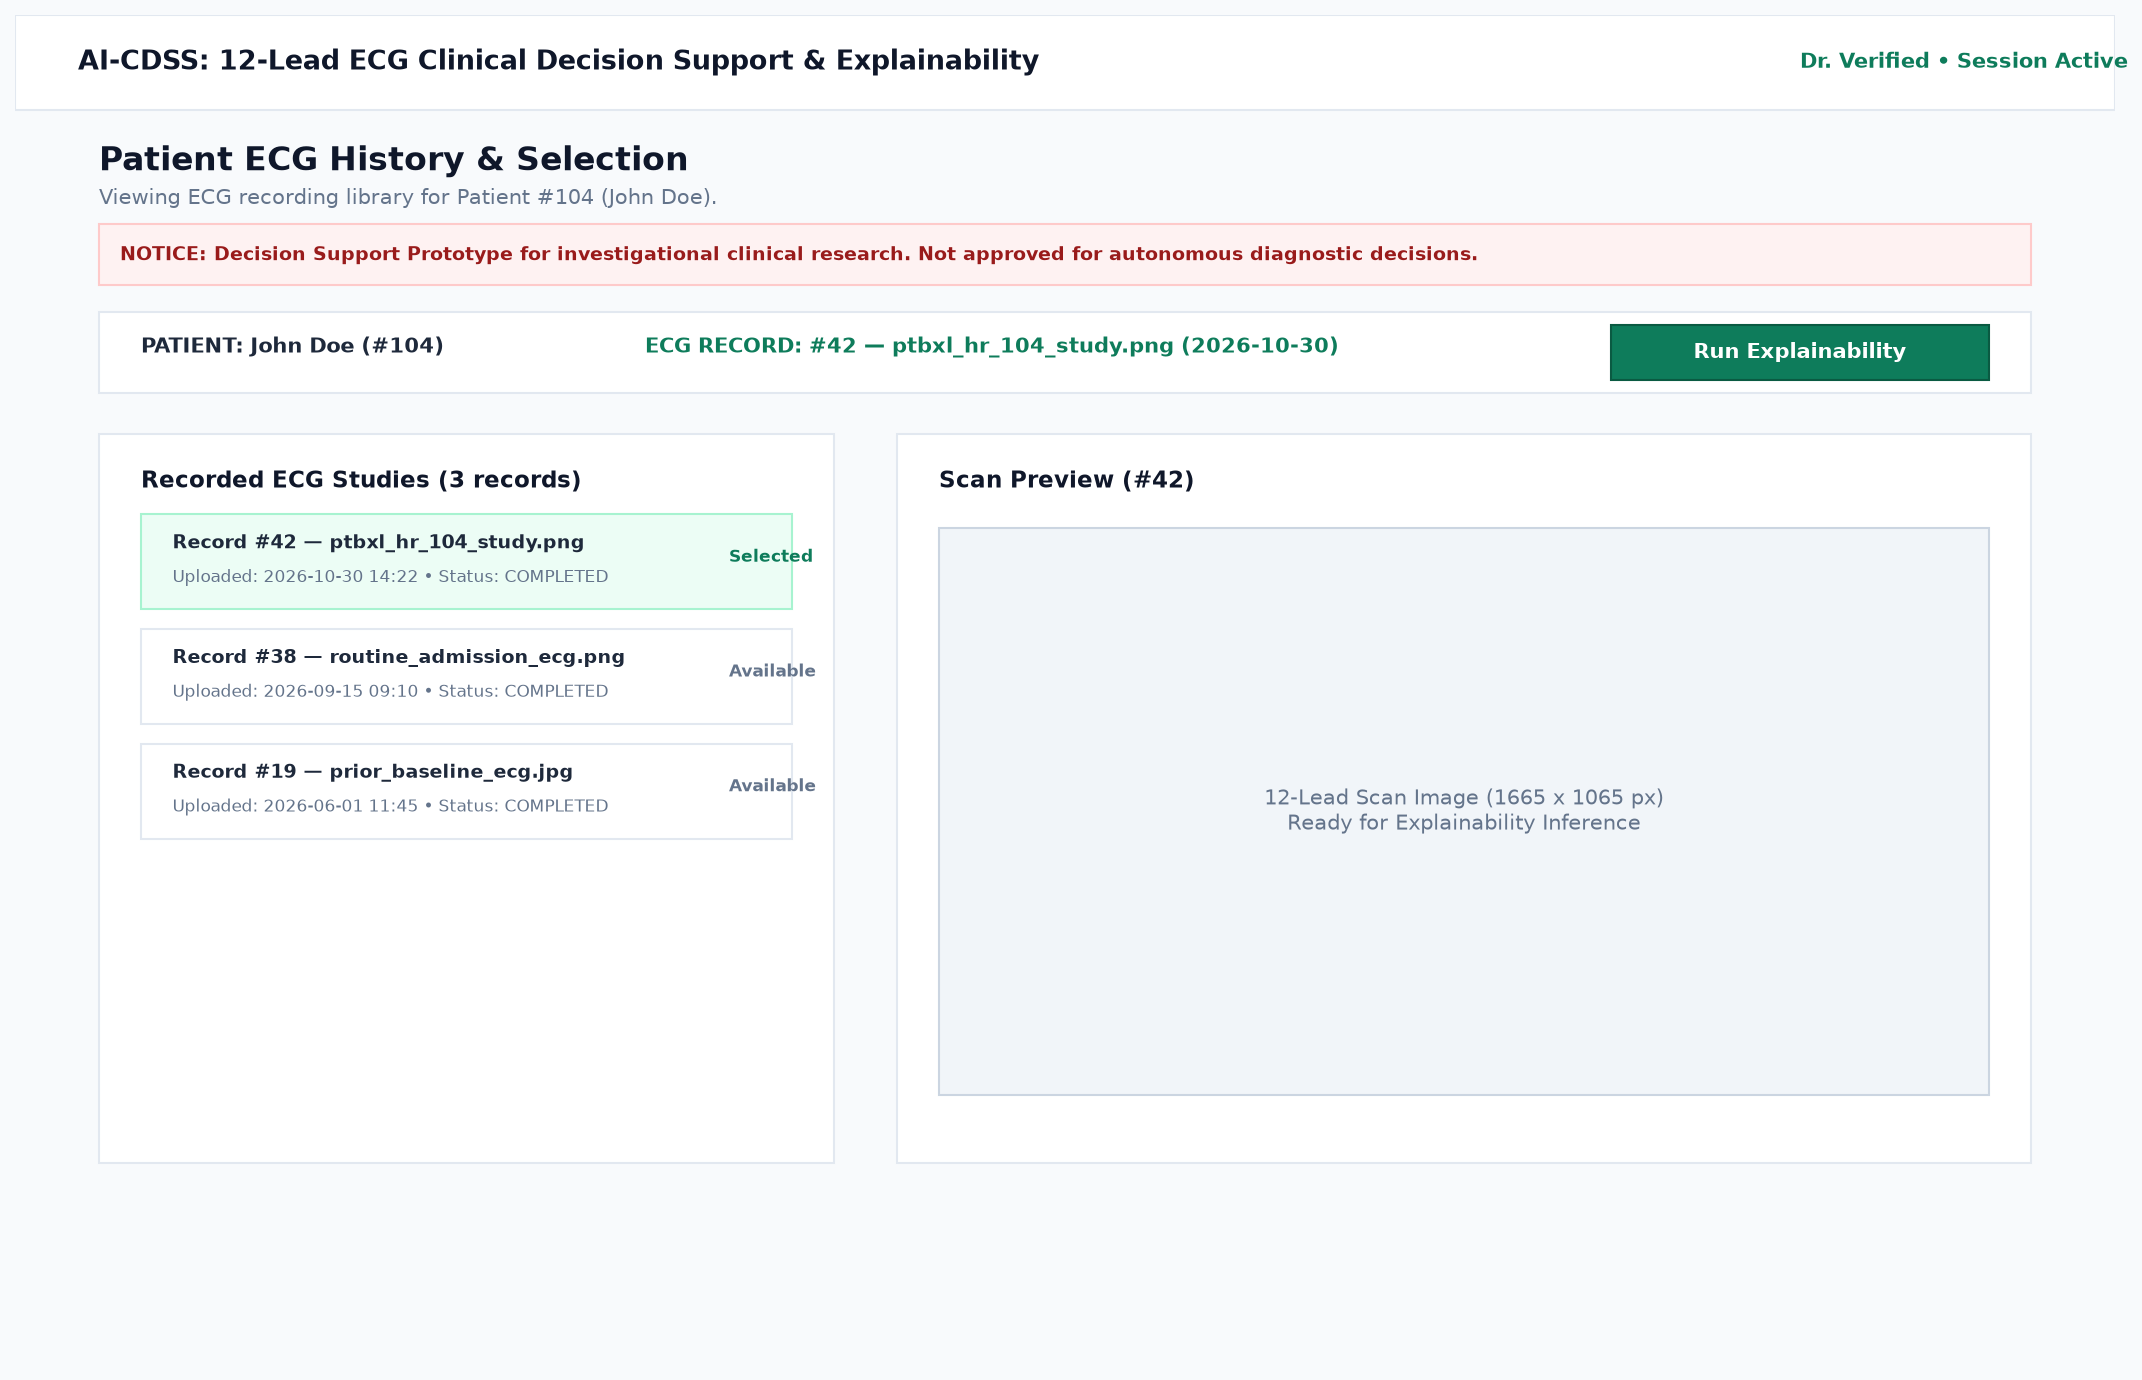 AI-CDSS: 12-Lead ECG Clinical Decision Support & Explainability
Dr. Verified • Session Active
Patient ECG History & Selection
Viewing ECG recording library for Patient #104 (John Doe).
NOTICE: Decision Support Prototype for investigational clinical research. Not approved for autonomous diagnostic decisions.
PATIENT: John Doe (#104)
ECG RECORD: #42 — ptbxl_hr_104_study.png (2026-10-30)
Run Explainability
Recorded ECG Studies (3 records)
Record #42 — ptbxl_hr_104_study.png
Selected
Uploaded: 2026-10-30 14:22 • Status: COMPLETED
Record #38 — routine_admission_ecg.png
Available
Uploaded: 2026-09-15 09:10 • Status: COMPLETED
Record #19 — prior_baseline_ecg.jpg
Available
Uploaded: 2026-06-01 11:45 • Status: COMPLETED
Scan Preview (#42)
12-Lead Scan Image (1665 x 1065 px)
Ready for Explainability Inference